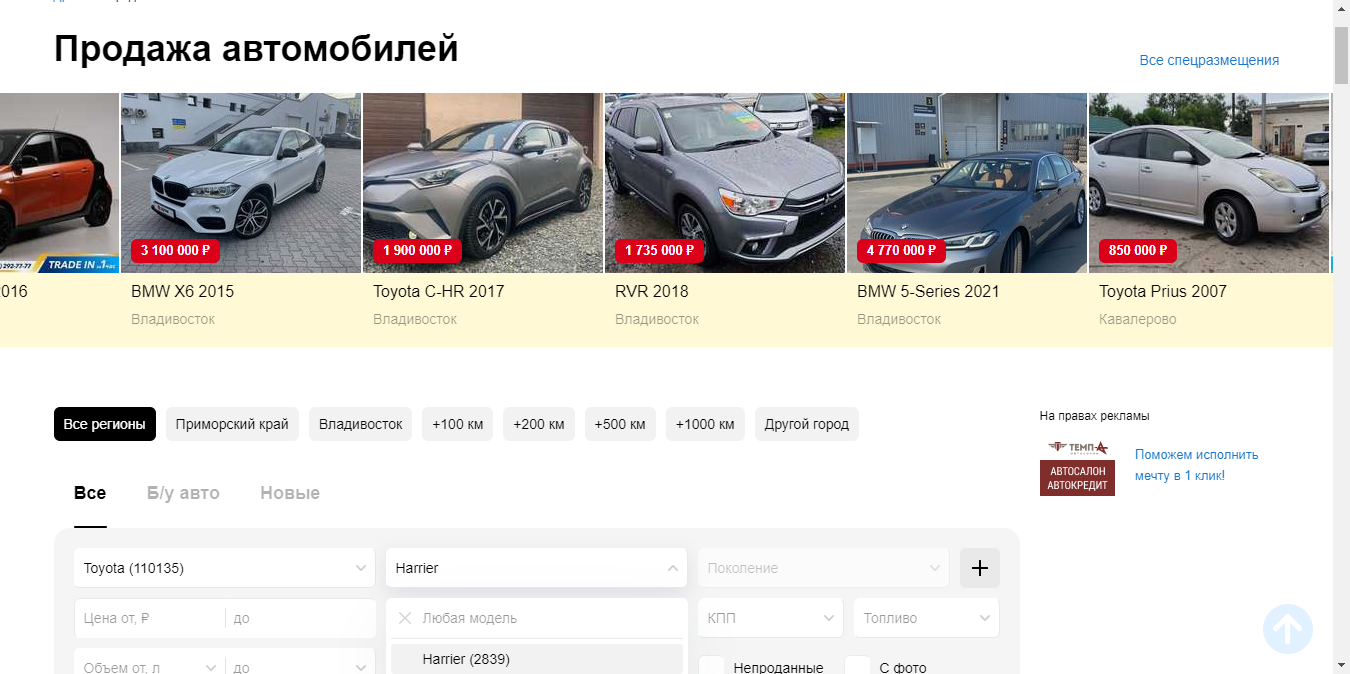 Продажа автомобилей
Все спецразмещения
292-77-77 TRADE IN
3 100 000 ₽
1 900 000 ₽
1 735 000 ₽
4 770 000 ₽
850 000 ₽
2016
BMW X6 2015
Toyota C-HR 2017
RVR 2018
BMW 5-Series 2021
Toyota Prius 2007
Владивосток
Владивосток
Владивосток
Владивосток
Кавалерово
Все регионы
Приморский край
Владивосток
+100 км
+200 км
+500 км
+1000 км
Другой город
На правах рекламы
ТЕМП-А
АВТОСАЛОН
АВТОКРЕДИТ
Поможем исполнить
мечту в 1 клик!
Все
Б/у авто
Новые
Toyota (110135)
Harrier
Поколение
Цена от, ₽
до
Любая модель
КПП
Топливо
Объем от, л
до
Harrier (2839)
Непроданные
С фото